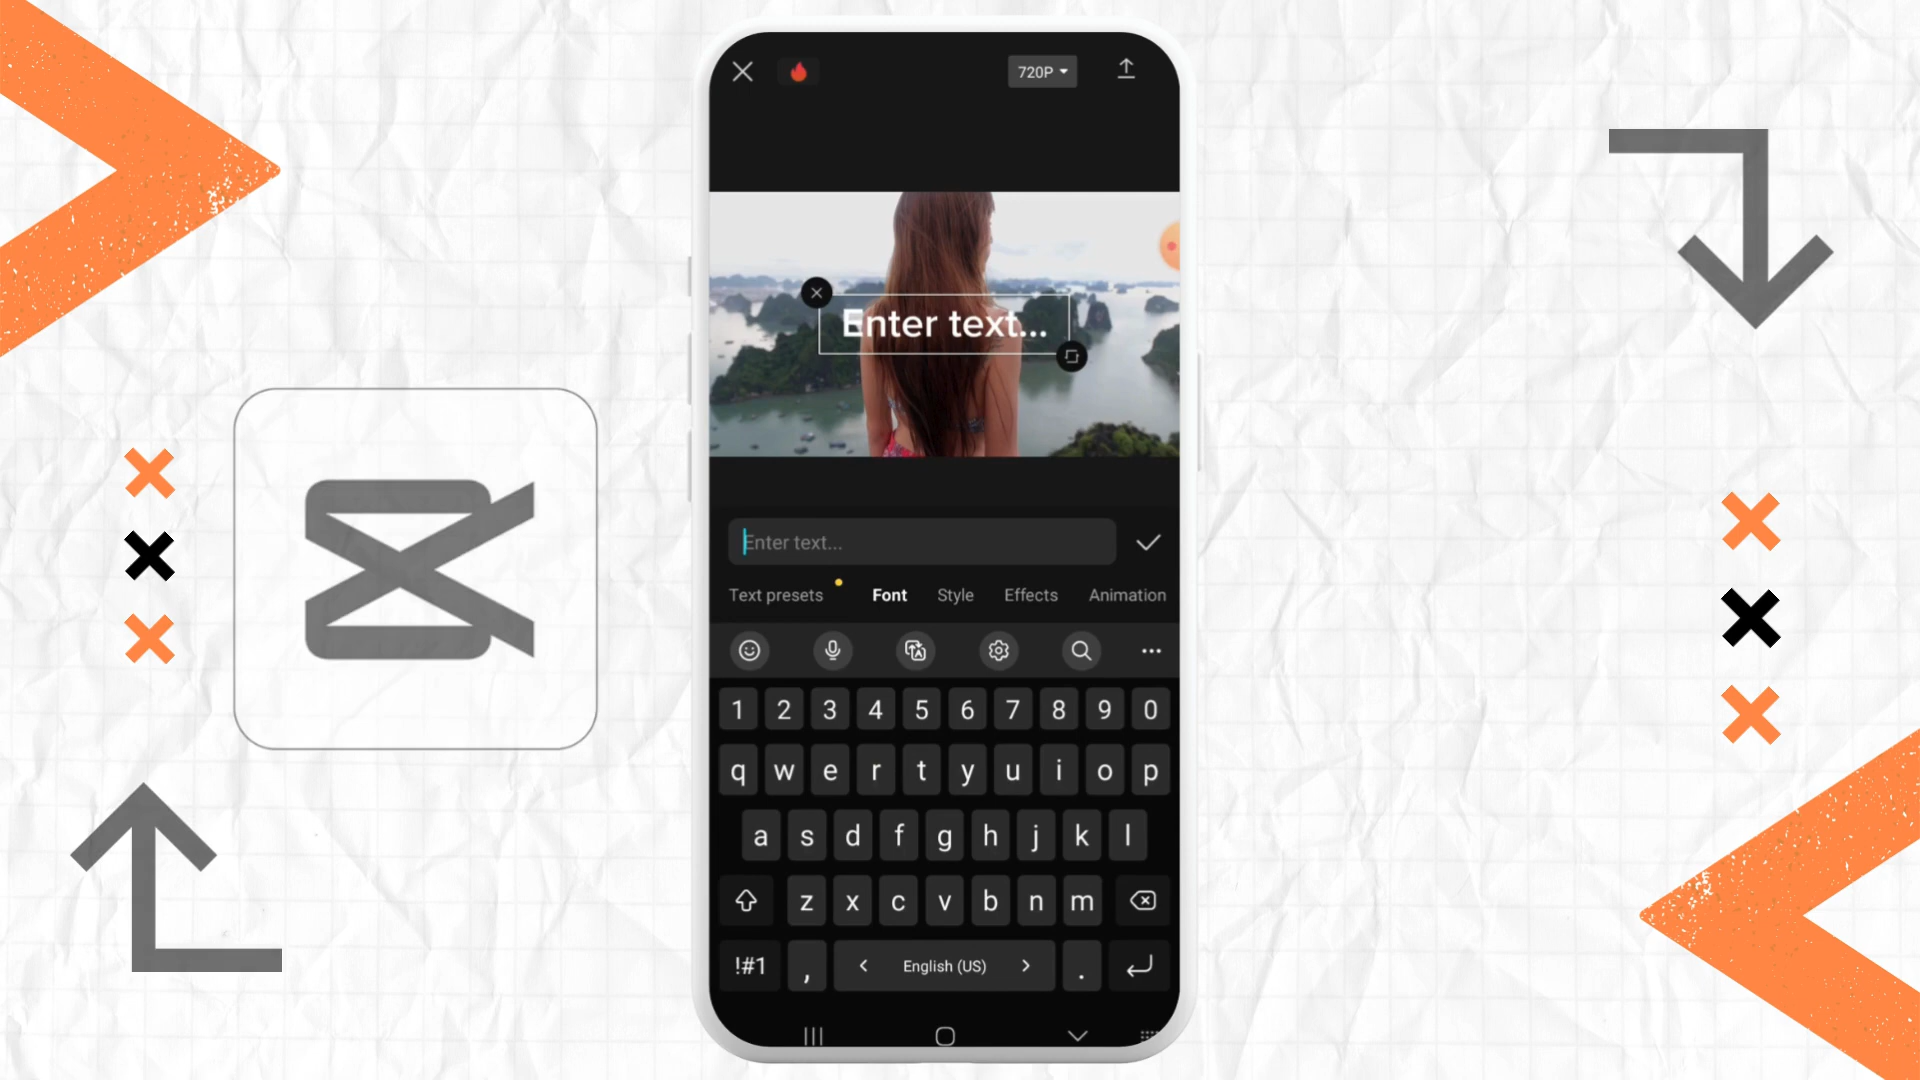 720P
Enter text...
Enter text...
Text presets Font Style Effects Animation
1 2 3 4 5 6 7 8 9 0
q w e r t y u i o p
a s d f g h j k l
z x c v b n m
!#1 , < English (US) > .